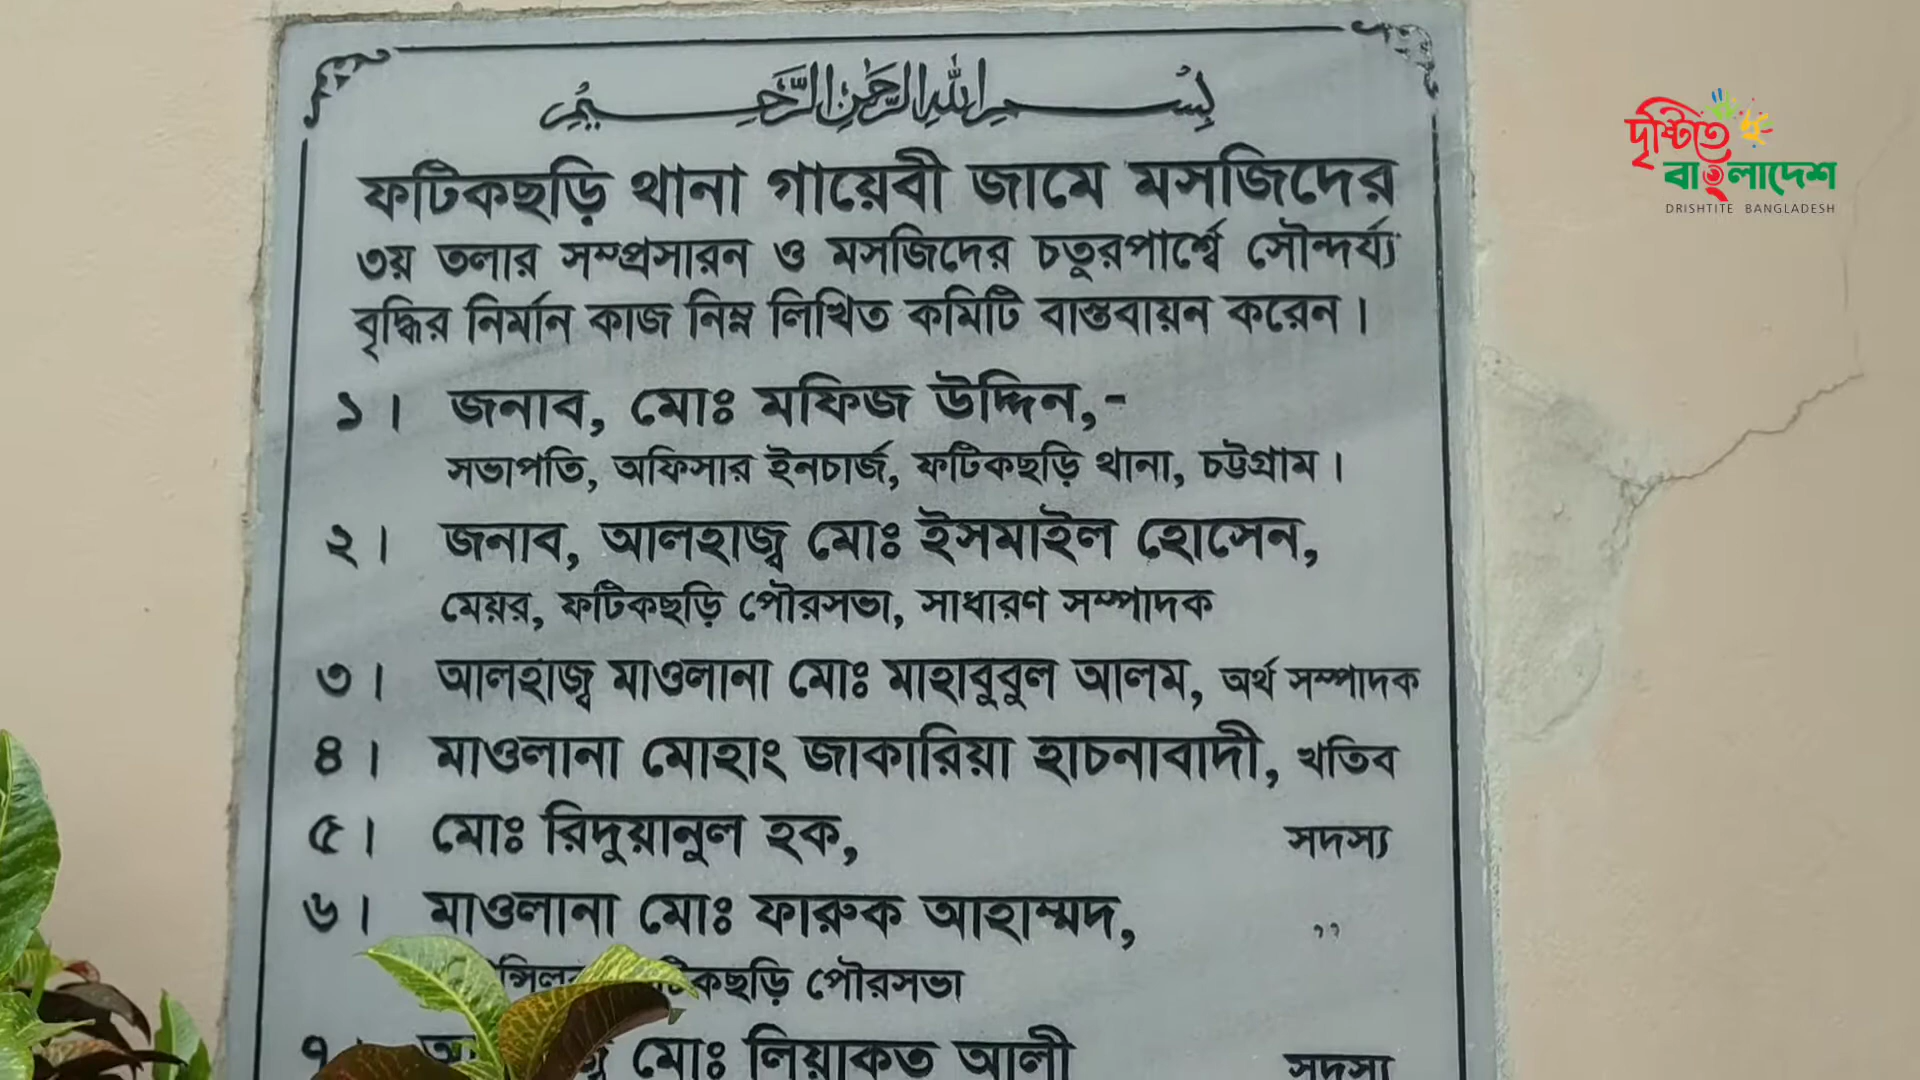 بسم الله الرحمن الرحيم
ফটিকছড়ি থানা গায়েবী জামে মসজিদের
৩য় তলার সম্প্রসারন ও মসজিদের চতুরপার্শ্বে সৌন্দর্য্য
বৃদ্ধির নির্মান কাজ নিম্ন লিখিত কমিটি বাস্তবায়ন করেন।
১। জনাব, মোঃ মফিজ উদ্দিন,-
সভাপতি, অফিসার ইনচার্জ, ফটিকছড়ি থানা, চট্টগ্রাম।
২। জনাব, আলহাজ্ব মোঃ ইসমাইল হোসেন,
মেয়র, ফটিকছড়ি পৌরসভা, সাধারণ সম্পাদক
৩। আলহাজ্ব মাওলানা মোঃ মাহাবুবুল আলম, অর্থ সম্পাদক
৪। মাওলানা মোহাং জাকারিয়া হাচনাবাদী, খতিব
৫। মোঃ রিদুয়ানুল হক, সদস্য
৬। মাওলানা মোঃ ফারুক আহাম্মদ, ,,
পৌরসভা
৭। মোঃ লিয়াকত আলী সদস্য
দৃষ্টিতে
বাংলাদেশ
DRISHTITE BANGLADESH